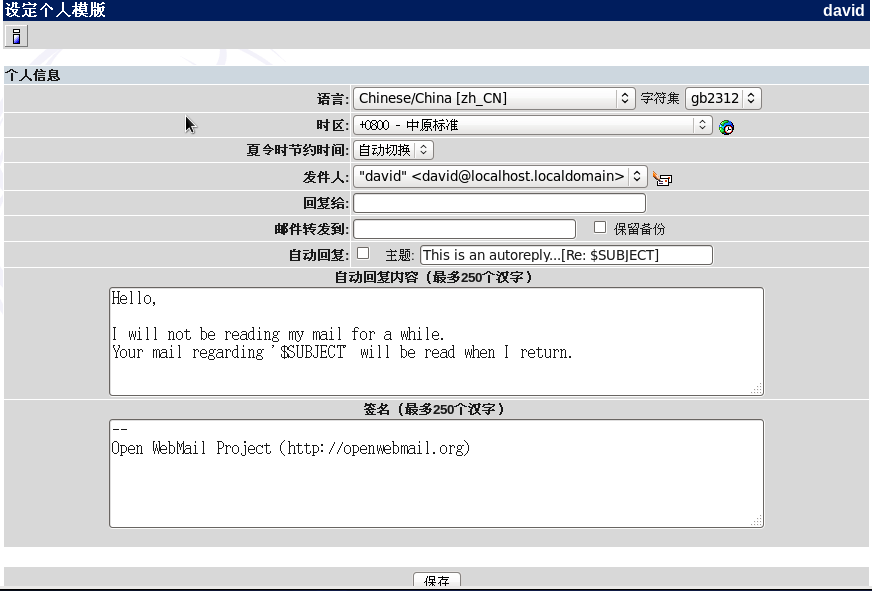 设定个人模版 david
个人信息
语言: Chinese/China [zh_CN] 字符集 gb2312
时区: +0800 - 中原标准
夏令时节约时间: 自动切换
发件人: "david" <david@localhost.localdomain>
回复给:
邮件转发到: 保留备份
自动回复: 主题: This is an autoreply...[Re: $SUBJECT]
自动回复内容（最多250个汉字）
Hello,
I will not be reading my mail for a while.
Your mail regarding '$SUBJECT' will be read when I return.
签名（最多250个汉字）
--
Open WebMail Project (http://openwebmail.org)
保存